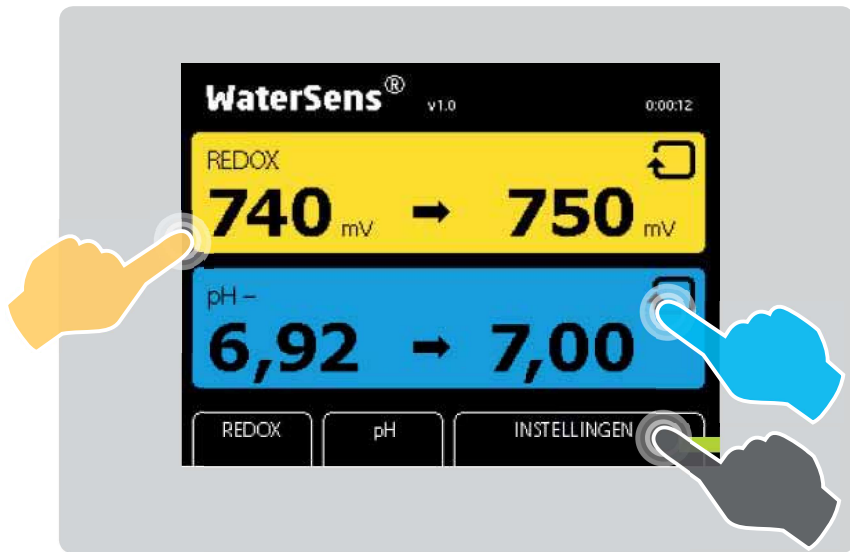 WaterSens® v1.0 0:00:12
REDOX
740 mV → 750 mV
pH –
6,92 → 7,00
REDOX pH INSTELLINGEN